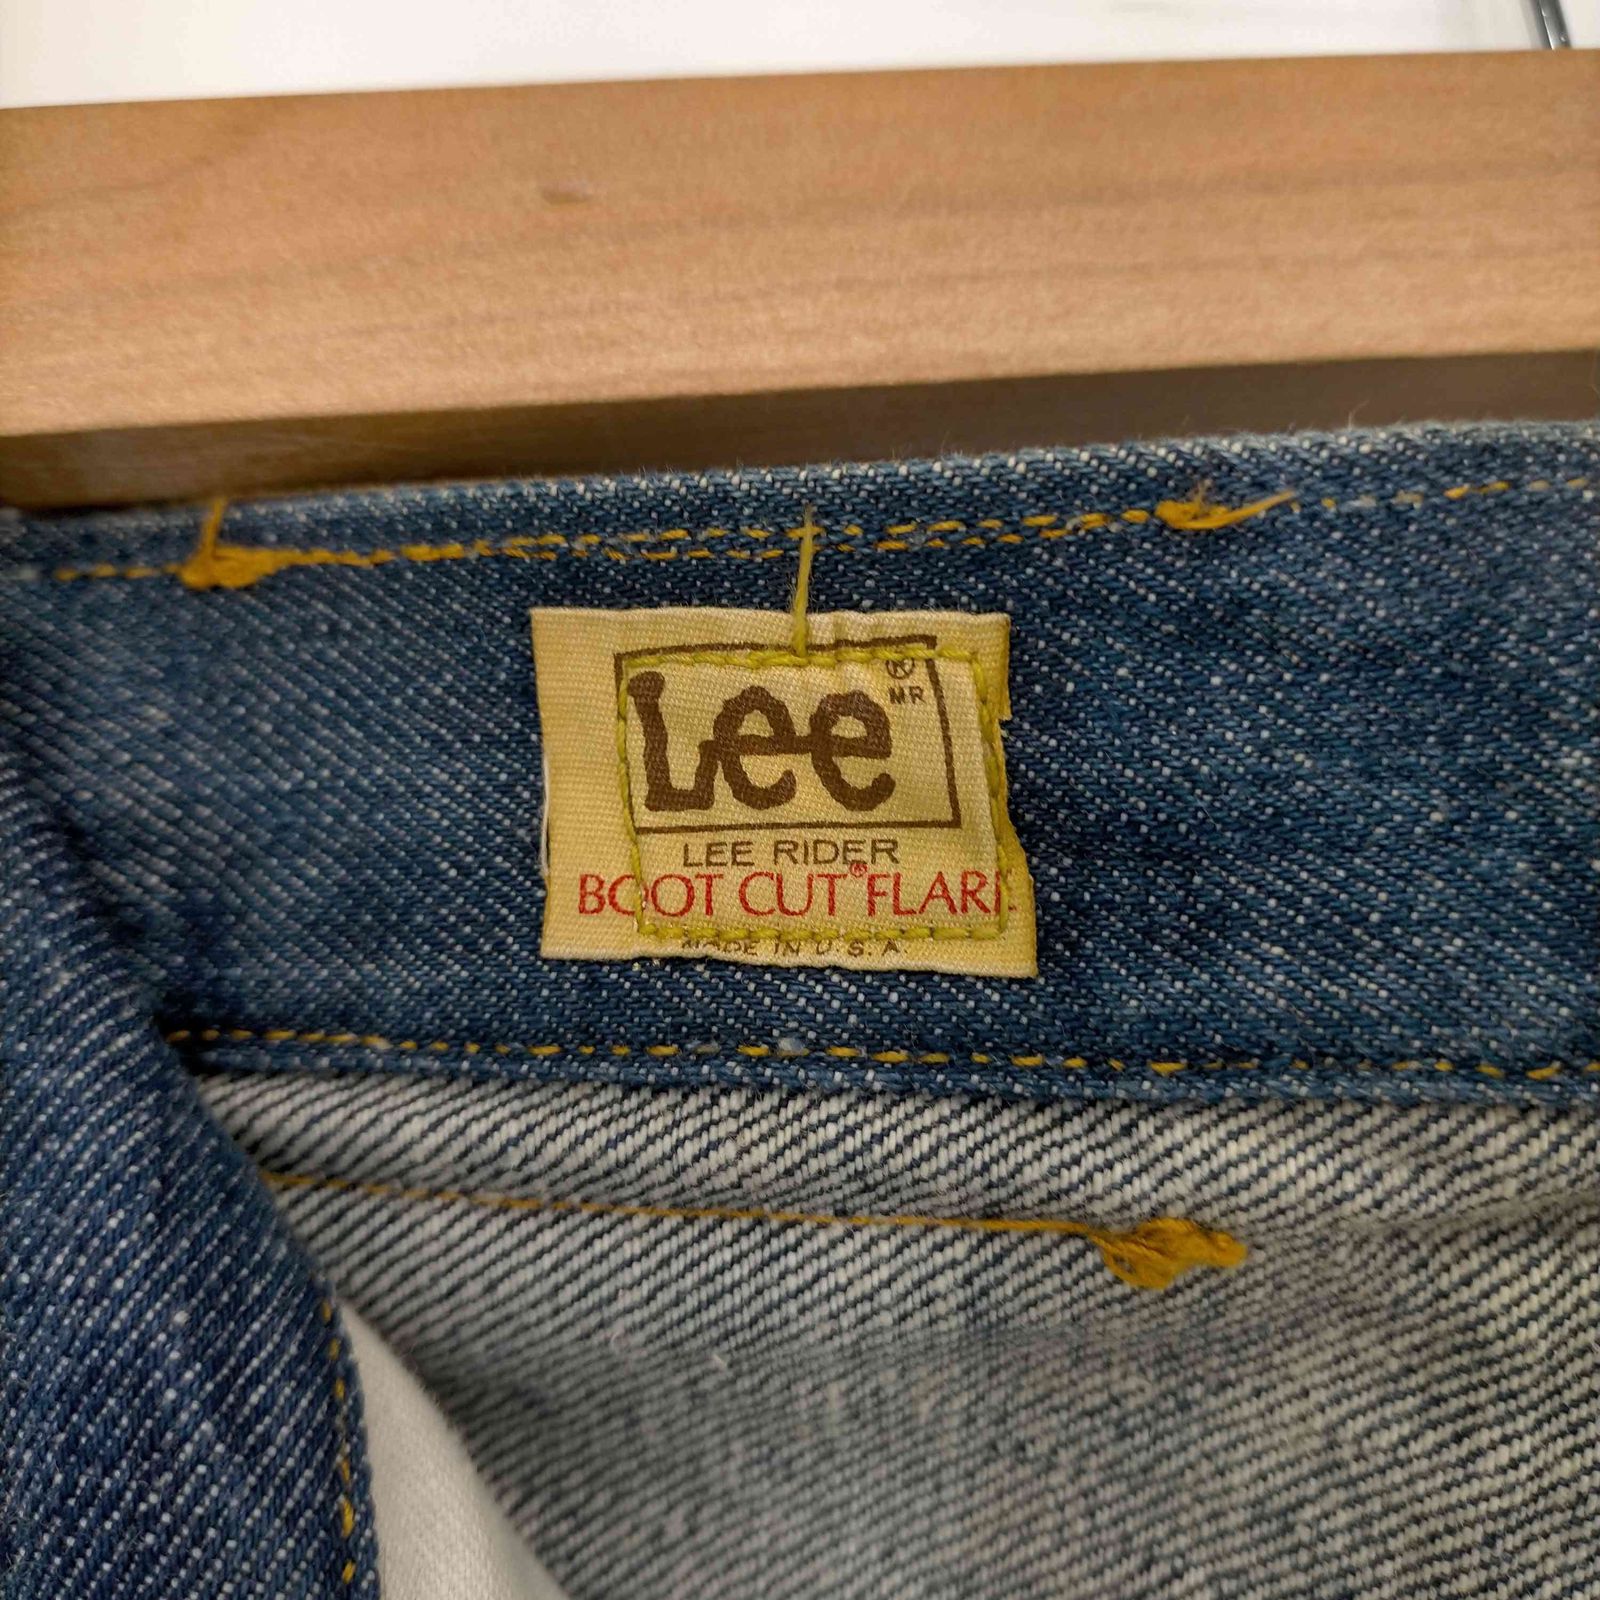 Lee
®
MR
LEE RIDER
BOOT CUT® FLARE
MADE IN U.S.A.